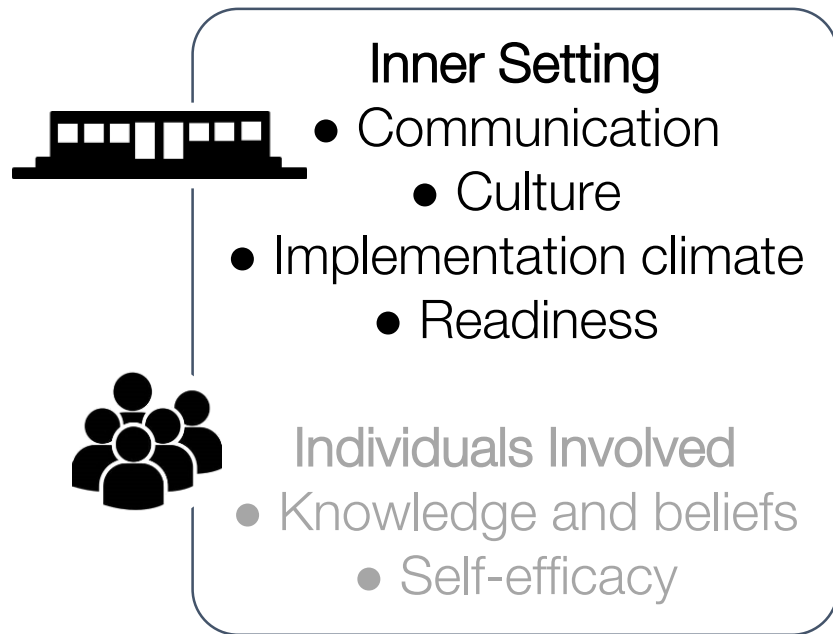 Inner Setting
● Communication
● Culture
● Implementation climate
● Readiness
Individuals Involved
● Knowledge and beliefs
● Self-efficacy